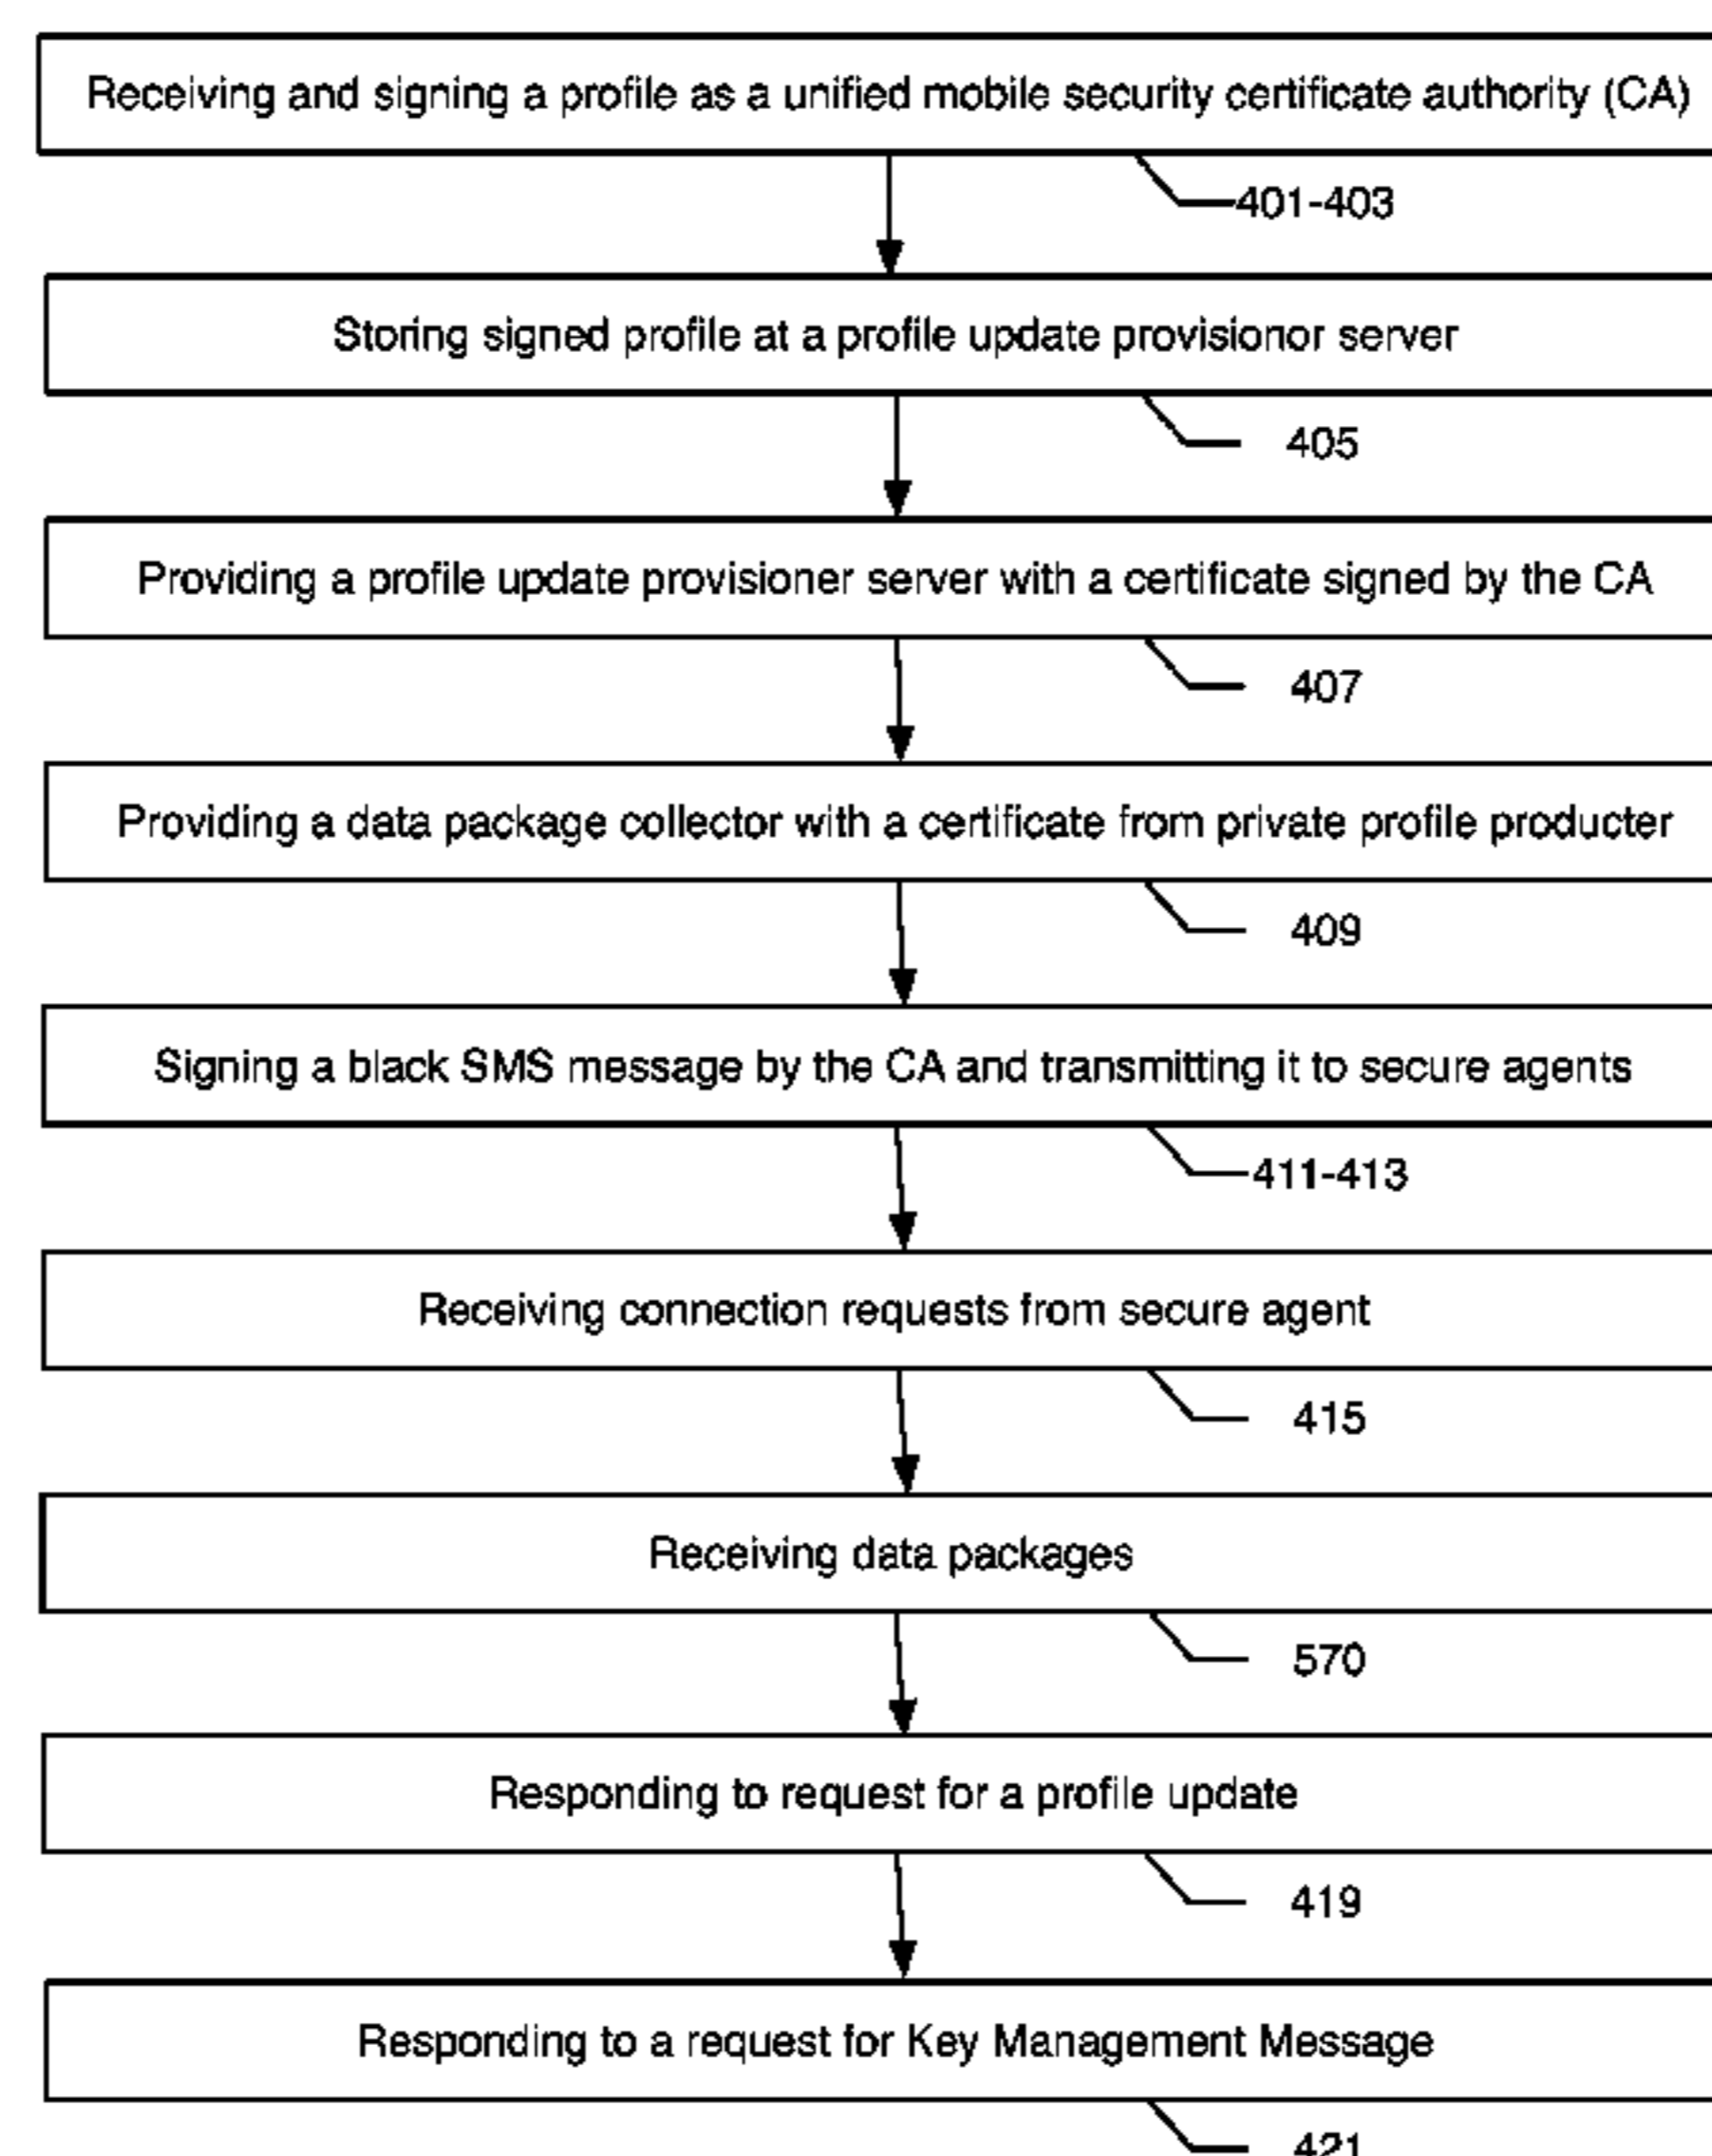 Receiving and signing a profile as a unified mobile security certificate authority (CA)
401-403
Storing signed profile at a profile update provisionor server
405
Providing a profile update provisioner server with a certificate signed by the CA
407
Providing a data package collector with a certificate from private profile producter
409
Signing a black SMS message by the CA and transmitting it to secure agents
411-413
Receiving connection requests from secure agent
415
Receiving data packages
570
Responding to request for a profile update
419
Responding to a request for Key Management Message
421